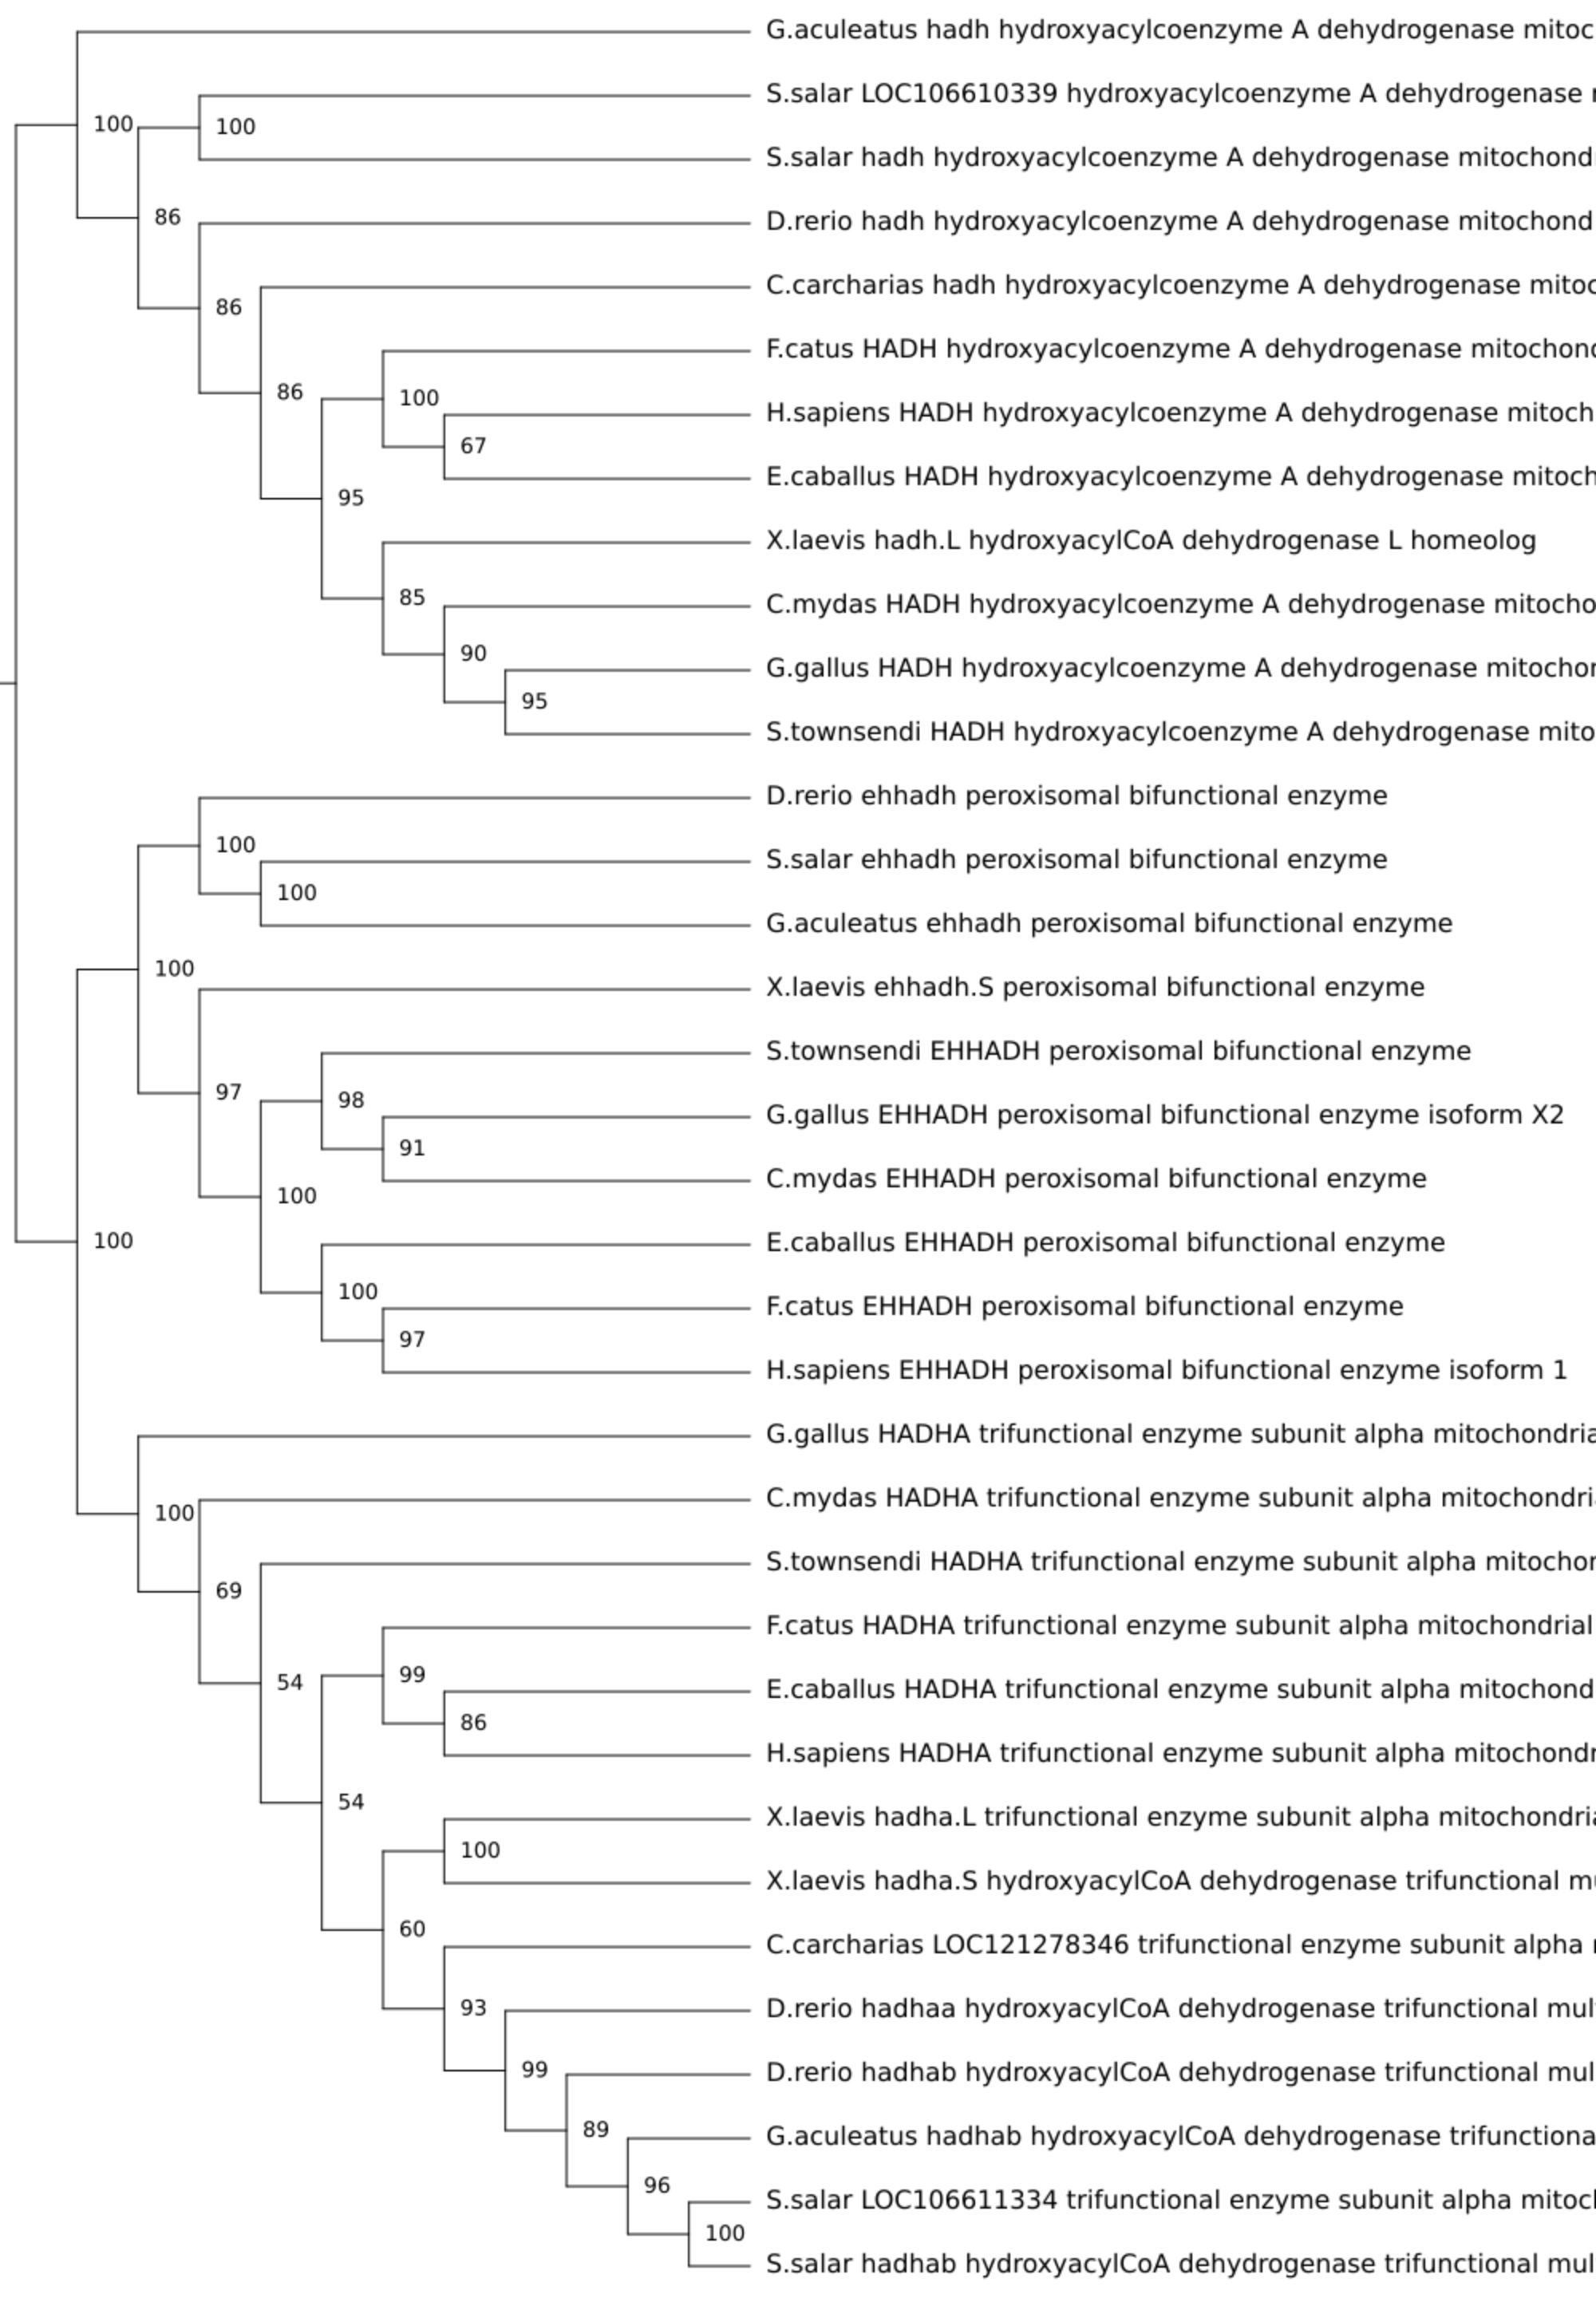 G.aculeatus hadh hydroxyacylcoenzyme A dehydrogenase mitoc
100
S.salar LOC106610339 hydroxyacylcoenzyme A dehydrogenase
100
S.salar hadh hydroxyacylcoenzyme A dehydrogenase mitochond
86
D.rerio hadh hydroxyacylcoenzyme A dehydrogenase mitochond
86
C.carcharias hadh hydroxyacylcoenzyme A dehydrogenase mitoc
86
F.catus HADH hydroxyacylcoenzyme A dehydrogenase mitochond
100
H.sapiens HADH hydroxyacylcoenzyme A dehydrogenase mitoch
67
E.caballus HADH hydroxyacylcoenzyme A dehydrogenase mitoch
95
X.laevis hadh.L hydroxyacylCoA dehydrogenase L homeolog
85
C.mydas HADH hydroxyacylcoenzyme A dehydrogenase mitocho
90
G.gallus HADH hydroxyacylcoenzyme A dehydrogenase mitochon
95
S.townsendi HADH hydroxyacylcoenzyme A dehydrogenase mito
D.rerio ehhadh peroxisomal bifunctional enzyme
100
S.salar ehhadh peroxisomal bifunctional enzyme
100
G.aculeatus ehhadh peroxisomal bifunctional enzyme
100
X.laevis ehhadh.S peroxisomal bifunctional enzyme
S.townsendi EHHADH peroxisomal bifunctional enzyme
97
98
G.gallus EHHADH peroxisomal bifunctional enzyme isoform X2
91
C.mydas EHHADH peroxisomal bifunctional enzyme
100
E.caballus EHHADH peroxisomal bifunctional enzyme
100
100
F.catus EHHADH peroxisomal bifunctional enzyme
97
H.sapiens EHHADH peroxisomal bifunctional enzyme isoform 1
G.gallus HADHA trifunctional enzyme subunit alpha mitochondria
C.mydas HADHA trifunctional enzyme subunit alpha mitochondri
100
S.townsendi HADHA trifunctional enzyme subunit alpha mitochon
69
F.catus HADHA trifunctional enzyme subunit alpha mitochondrial
99
54
E.caballus HADHA trifunctional enzyme subunit alpha mitochond
86
H.sapiens HADHA trifunctional enzyme subunit alpha mitochondr
54
X.laevis hadha.L trifunctional enzyme subunit alpha mitochondria
100
X.laevis hadha.S hydroxyacylCoA dehydrogenase trifunctional mu
60
C.carcharias LOC121278346 trifunctional enzyme subunit alpha
93
D.rerio hadhaa hydroxyacylCoA dehydrogenase trifunctional mul
99
D.rerio hadhab hydroxyacylCoA dehydrogenase trifunctional mul
89
G.aculeatus hadhab hydroxyacylCoA dehydrogenase trifunctiona
96
S.salar LOC106611334 trifunctional enzyme subunit alpha mitoch
100
S.salar hadhab hydroxyacylCoA dehydrogenase trifunctional mul